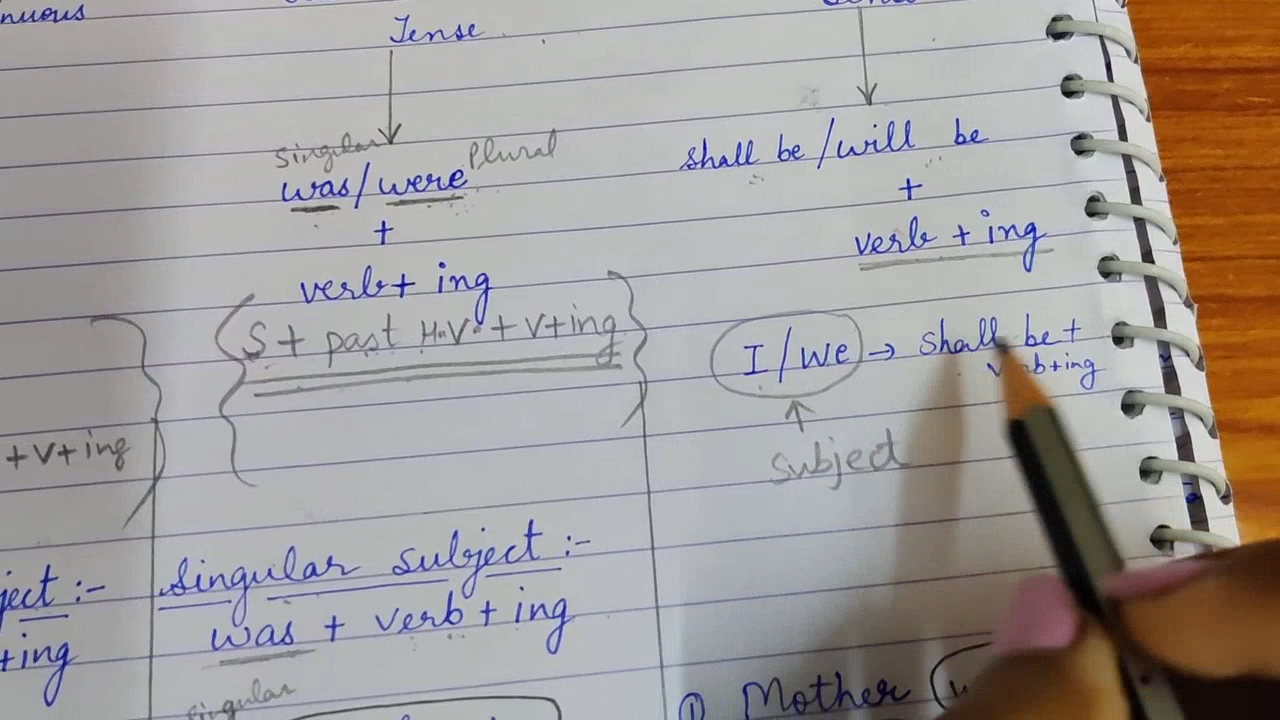 nuous
Tense
Singular
Plural
was/were
+
verb+ ing
S + past H.V. + V+ing
shall be /will be
+
verb + ing
I/We → shall be +
verb+ing
subject
+V+ing
ject :-
+ing
Singular subject :-
was + verb + ing
Singular
① Mother